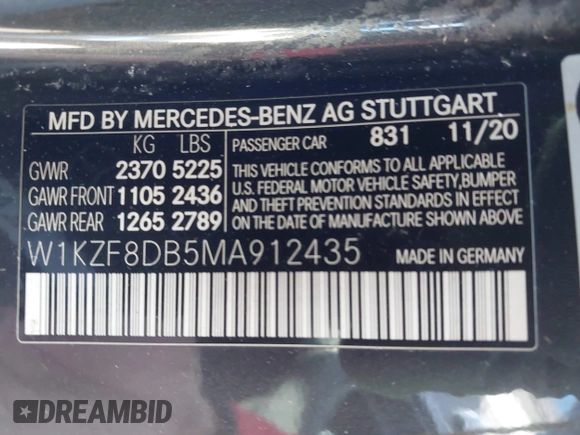 MFD BY MERCEDES-BENZ AG STUTTGART
KG LBS PASSENGER CAR 831 11/20
GVWR 2370 5225
GAWR FRONT 1105 2436
GAWR REAR 1265 2789
THIS VEHICLE CONFORMS TO ALL APPLICABLE
U.S. FEDERAL MOTOR VEHICLE SAFETY,BUMPER
AND THEFT PREVENTION STANDARDS IN EFFECT
ON THE DATE OF MANUFACTURE SHOWN ABOVE.
W1KZF8DB5MA912435
MADE IN GERMANY
DREAMBID